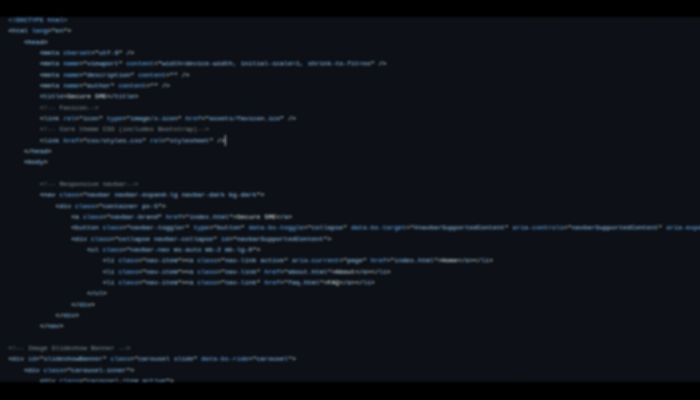 <!DOCTYPE html>
<html lang="en">
<head>
<meta charset="utf-8" />
<meta name="viewport" content="width=device-width, initial-scale=1, shrink-to-fit=no" />
<meta name="description" content="" />
<meta name="author" content="" />
<title>Secure SME</title>
<!-- Favicon-->
<link rel="icon" type="image/x-icon" href="assets/favicon.ico" />
<!-- Core theme CSS (includes Bootstrap)-->
<link href="css/styles.css" rel="stylesheet" />
</head>
<body>
<!-- Responsive navbar-->
<nav class="navbar navbar-expand-lg navbar-dark bg-dark">
<div class="container px-5">
<a class="navbar-brand" href="index.html">Secure SME</a>
<button class="navbar-toggler" type="button" data-bs-toggle="collapse" data-bs-target="#navbarSupportedContent" aria-controls="navbarSupportedContent"
<div class="collapse navbar-collapse" id="navbarSupportedContent">
<ul class="navbar-nav ms-auto mb-2 mb-lg-0">
<li class="nav-item"><a class="nav-link active" aria-current="page" href="index.html">Home</a></li>
<li class="nav-item"><a class="nav-link" href="about.html">About</a></li>
<li class="nav-item"><a class="nav-link" href="faq.html">FAQ</a></li>
</ul>
</div>
</div>
</nav>
<!-- Image Slideshow Banner -->
<div id="slideshowBanner" class="carousel slide" data-bs-ride="carousel">
<div class="carousel-inner">
<div class="carousel-item active">